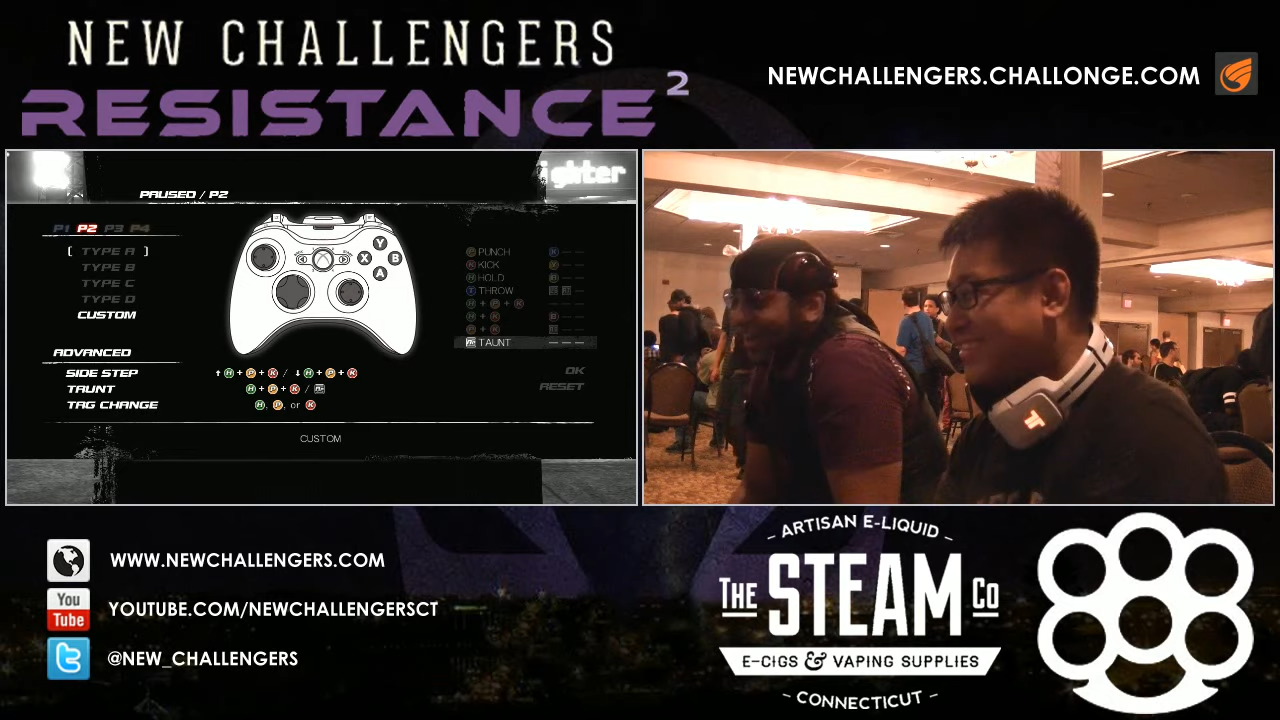 NEW CHALLENGERS
RESISTANCE 2
NEWCHALLENGERS.CHALLONGE.COM
ighter
PAUSED / P2
P1 P2 P3 P4
[ TYPE A ]
TYPE B
TYPE C
TYPE D
CUSTOM
Y
X B
A
PUNCH
KICK
HOLD
THROW
H + P + K
H + K
P + K
TAUNT
ADVANCED
SIDE STEP ↑ H + P + K / ↓ H + P + K
TAUNT H + P + K /
TAG CHANGE H, P, or K
OK
RESET
CUSTOM
WWW.NEWCHALLENGERS.COM
You Tube YOUTUBE.COM/NEWCHALLENGERSCT
@NEW_CHALLENGERS
- ARTISAN E-LIQUID -
THE STEAM CO
E-CIGS & VAPING SUPPLIES
- CONNECTICUT -